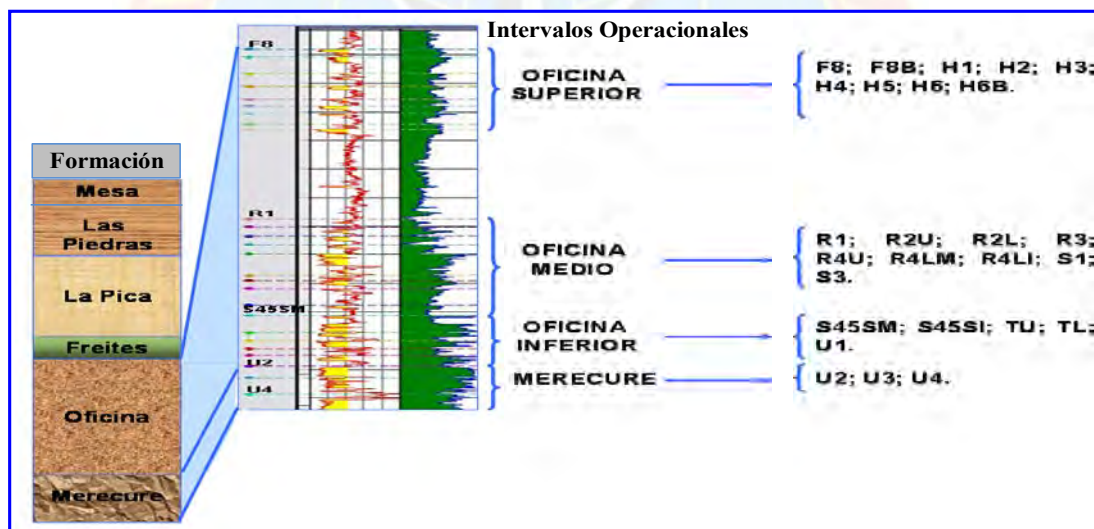 Intervalos Operacionales
F8
OFICINA
SUPERIOR
F8; F8B; H1; H2; H3;
H4; H5; H6; H6B.
Formación
Mesa
Las
Piedras
La Pica
Freites
Oficina
Merecure
R1
OFICINA
MEDIO
R1; R2U; R2L; R3;
R4U; R4LM; R4LI; S1;
S3.
S45SM
OFICINA
INFERIOR
S45SM; S45SI; TU; TL;
U1.
U2
MERECURE
U2; U3; U4.
U4